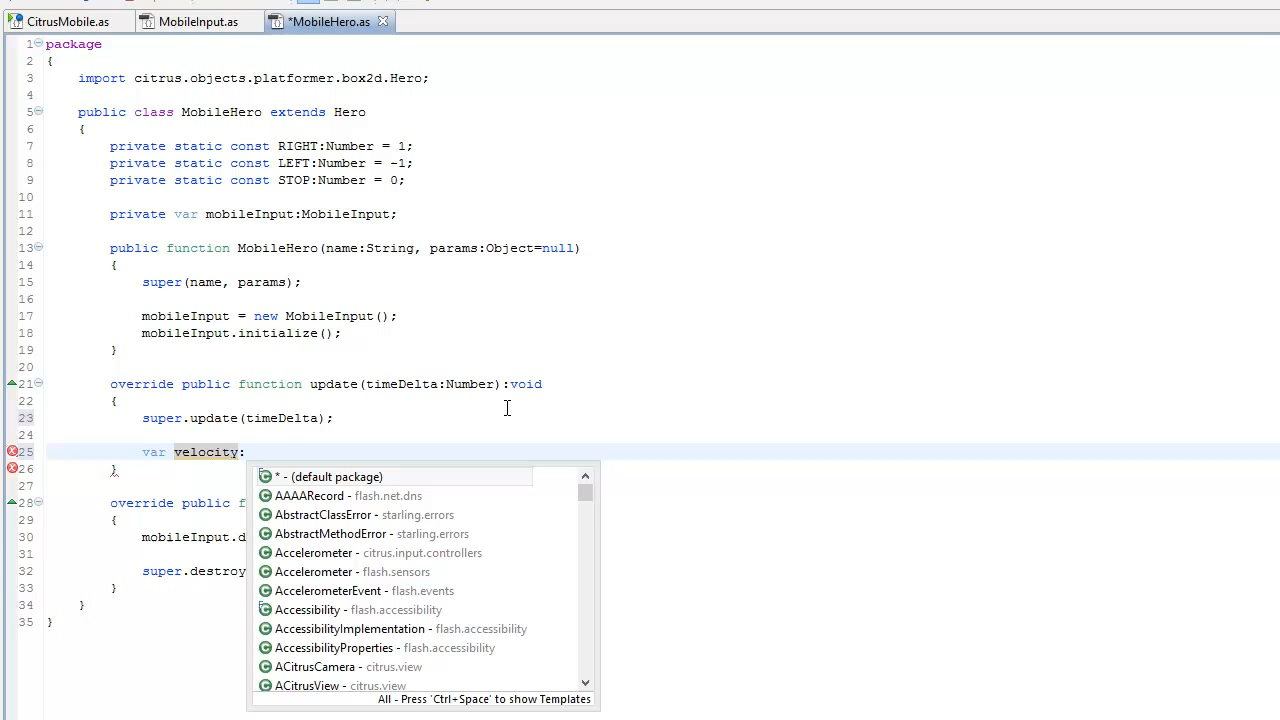 CitrusMobile.as MobileInput.as *MobileHero.as
1 package
2 {
3 import citrus.objects.platformer.box2d.Hero;
4
5 public class MobileHero extends Hero
6 {
7 private static const RIGHT:Number = 1;
8 private static const LEFT:Number = -1;
9 private static const STOP:Number = 0;
10
11 private var mobileInput:MobileInput;
12
13 public function MobileHero(name:String, params:Object=null)
14 {
15 super(name, params);
16
17 mobileInput = new MobileInput();
18 mobileInput.initialize();
19 }
20
21 override public function update(timeDelta:Number):void
22 {
23 super.update(timeDelta);
24
25 var velocity:
26 }
* - (default package)
27
AAAARecord - flash.net.dns
28 override public f
AbstractClassError - starling.errors
29 {
AbstractMethodError - starling.errors
30 mobileInput.d
Accelerometer - citrus.input.controllers
31
32 super.destroy
Accelerometer - flash.sensors
33 }
AccelerometerEvent - flash.events
34 }
Accessibility - flash.accessibility
35 }
AccessibilityImplementation - flash.accessibility
AccessibilityProperties - flash.accessibility
ACitrusCamera - citrus.view
ACitrusView - citrus.view
All - Press 'Ctrl+Space' to show Templates